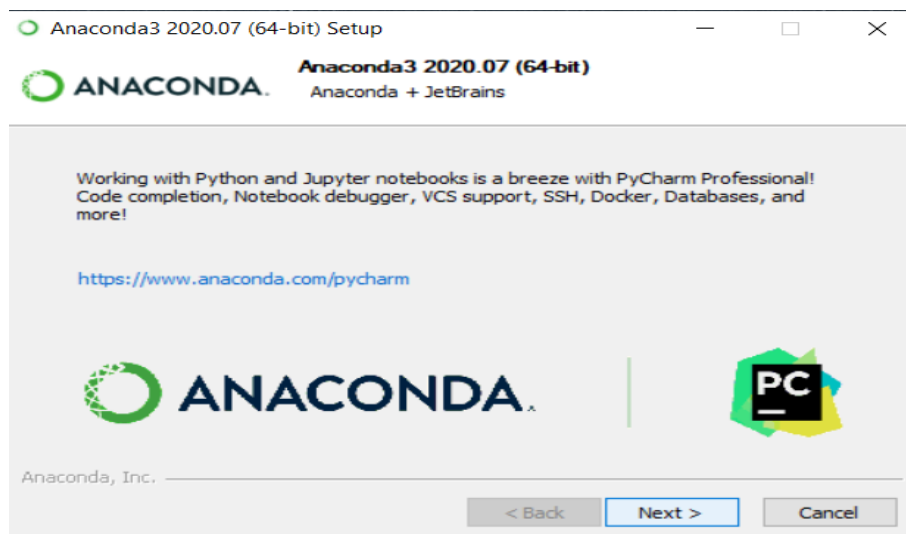 Anaconda3 2020.07 (64-bit) Setup
ANACONDA.
Anaconda3 2020.07 (64-bit)
Anaconda + JetBrains
Working with Python and Jupyter notebooks is a breeze with PyCharm Professional!
Code completion, Notebook debugger, VCS support, SSH, Docker, Databases, and
more!
https://www.anaconda.com/pycharm
ANACONDA.
PC
Anaconda, Inc.
< Back
Next >
Cancel